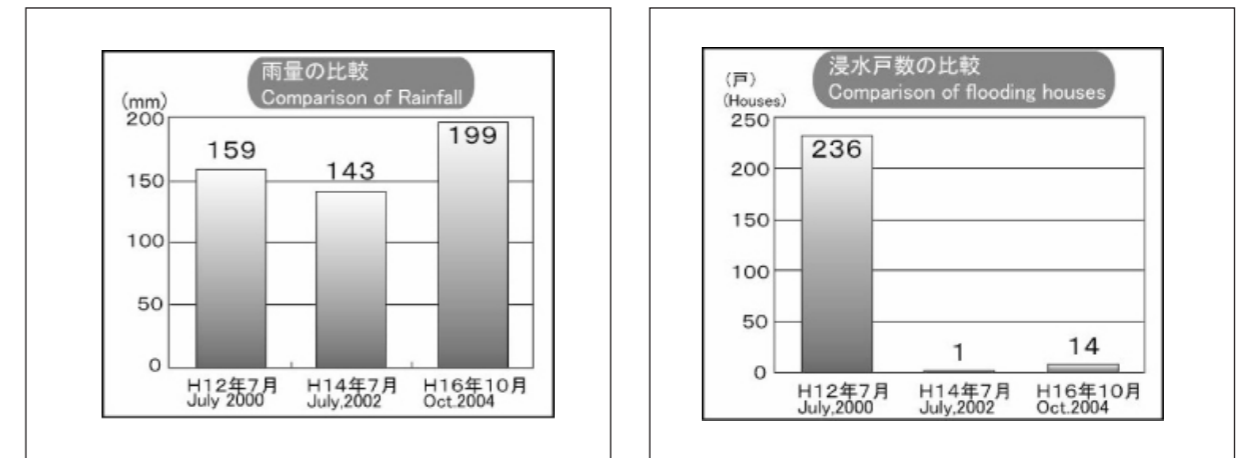 雨量の比較
Comparison of Rainfall
(mm)
200
150
100
50
0
159
143
199
H12年7月
July 2000
H14年7月
July,2002
H16年10月
Oct.2004
浸水戸数の比較
Comparison of flooding houses
(戸)
(Houses)
250
200
150
100
50
0
236
1
14
H12年7月
July,2000
H14年7月
July,2002
H16年10月
Oct.2004